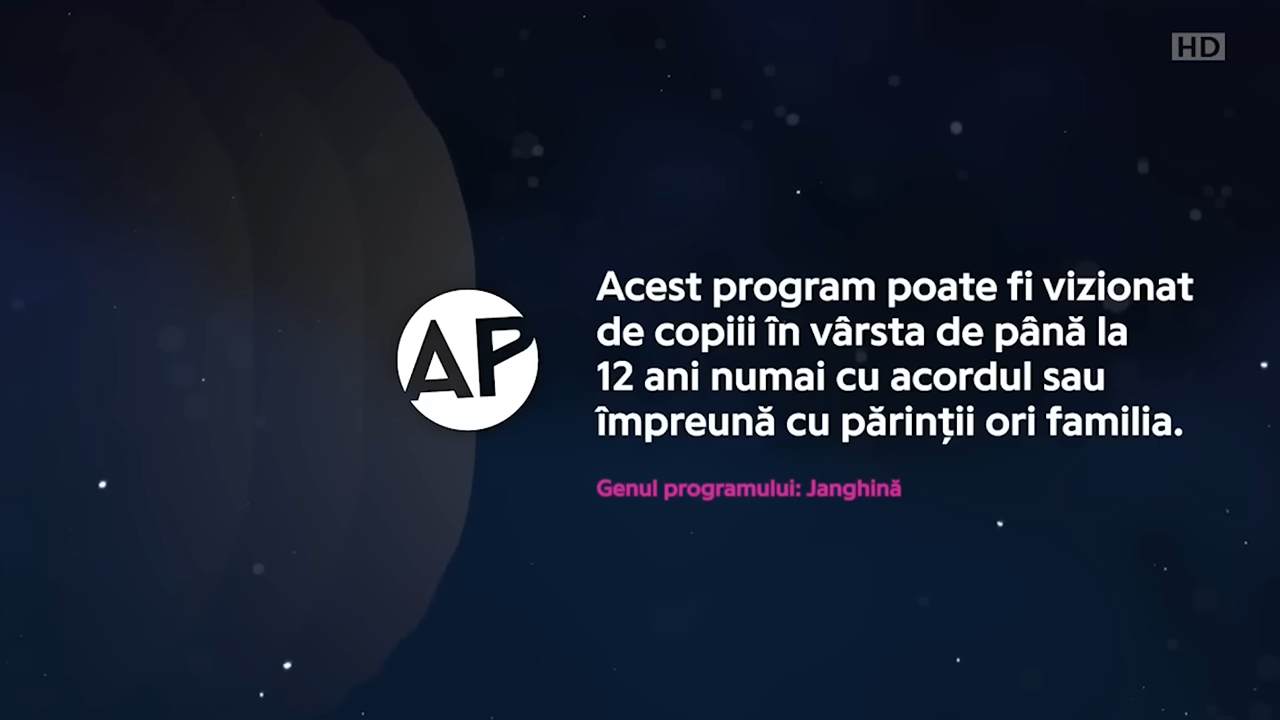 HD
Acest program poate fi vizionat
de copiii în vârsta de până la
AP
12 ani numai cu acordul sau
împreună cu părinții ori familia.
Genul programului: Janghină